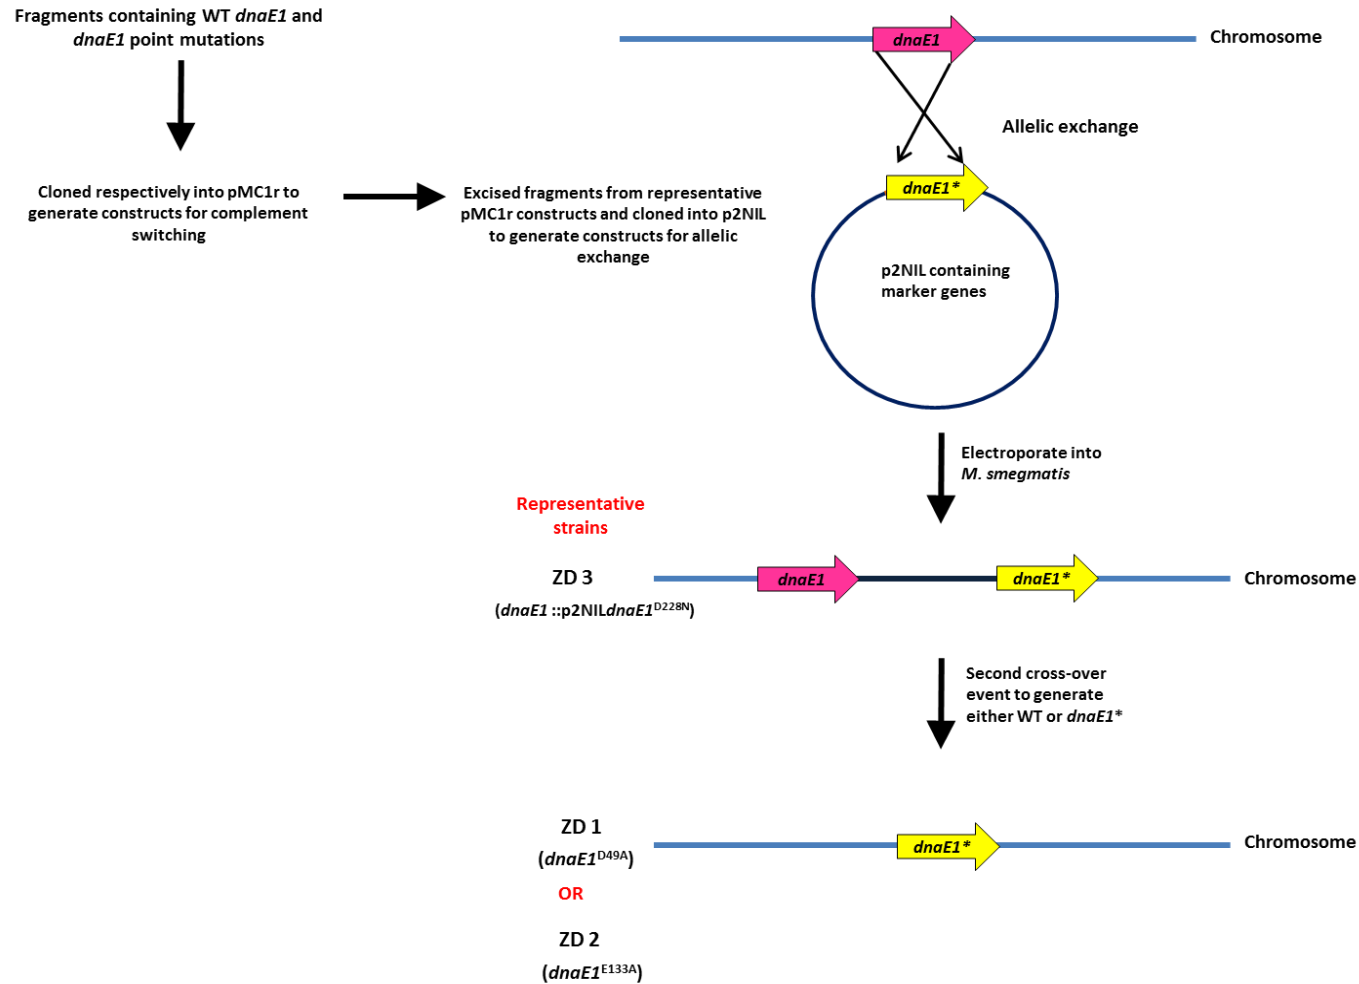 Fragments containing WT dnaE1 and
dnaE1 point mutations
Cloned respectively into pMC1r to
generate constructs for complement
switching
Excised fragments from representative
pMC1r constructs and cloned into p2NIL
to generate constructs for allelic
exchange
dnaE1
Chromosome
Allelic exchange
dnaE1*
p2NIL containing
marker genes
Electroporate into
M. smegmatis
Representative
strains
ZD 3
(dnaE1 ::p2NILdnaE1D228N)
dnaE1
dnaE1*
Chromosome
Second cross-over
event to generate
either WT or dnaE1*
ZD 1
(dnaE1D49A)
dnaE1*
Chromosome
OR
ZD 2
(dnaE1E133A)